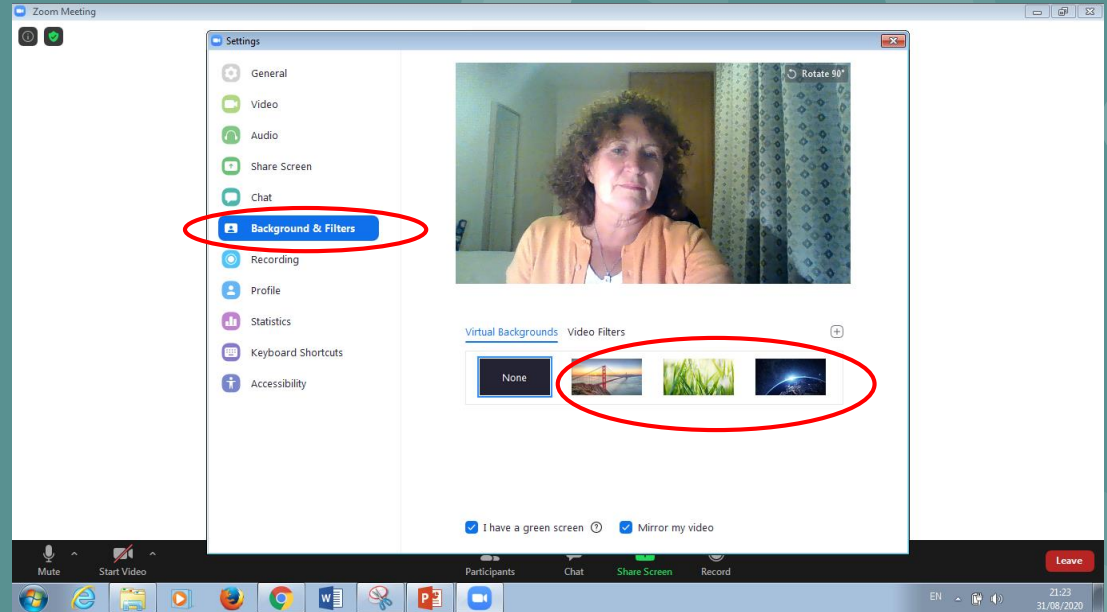 Zoom Meeting
Settings
General
Video
Audio
Share Screen
Chat
Background & Filters
Recording
Profile
Statistics
Keyboard Shortcuts
Accessibility
Rotate 90°
Virtual Backgrounds Video Filters
None
I have a green screen
Mirror my video
Mute
Start Video
Participants
Chat
Share Screen
Record
Leave
EN
21:23
31/08/2020